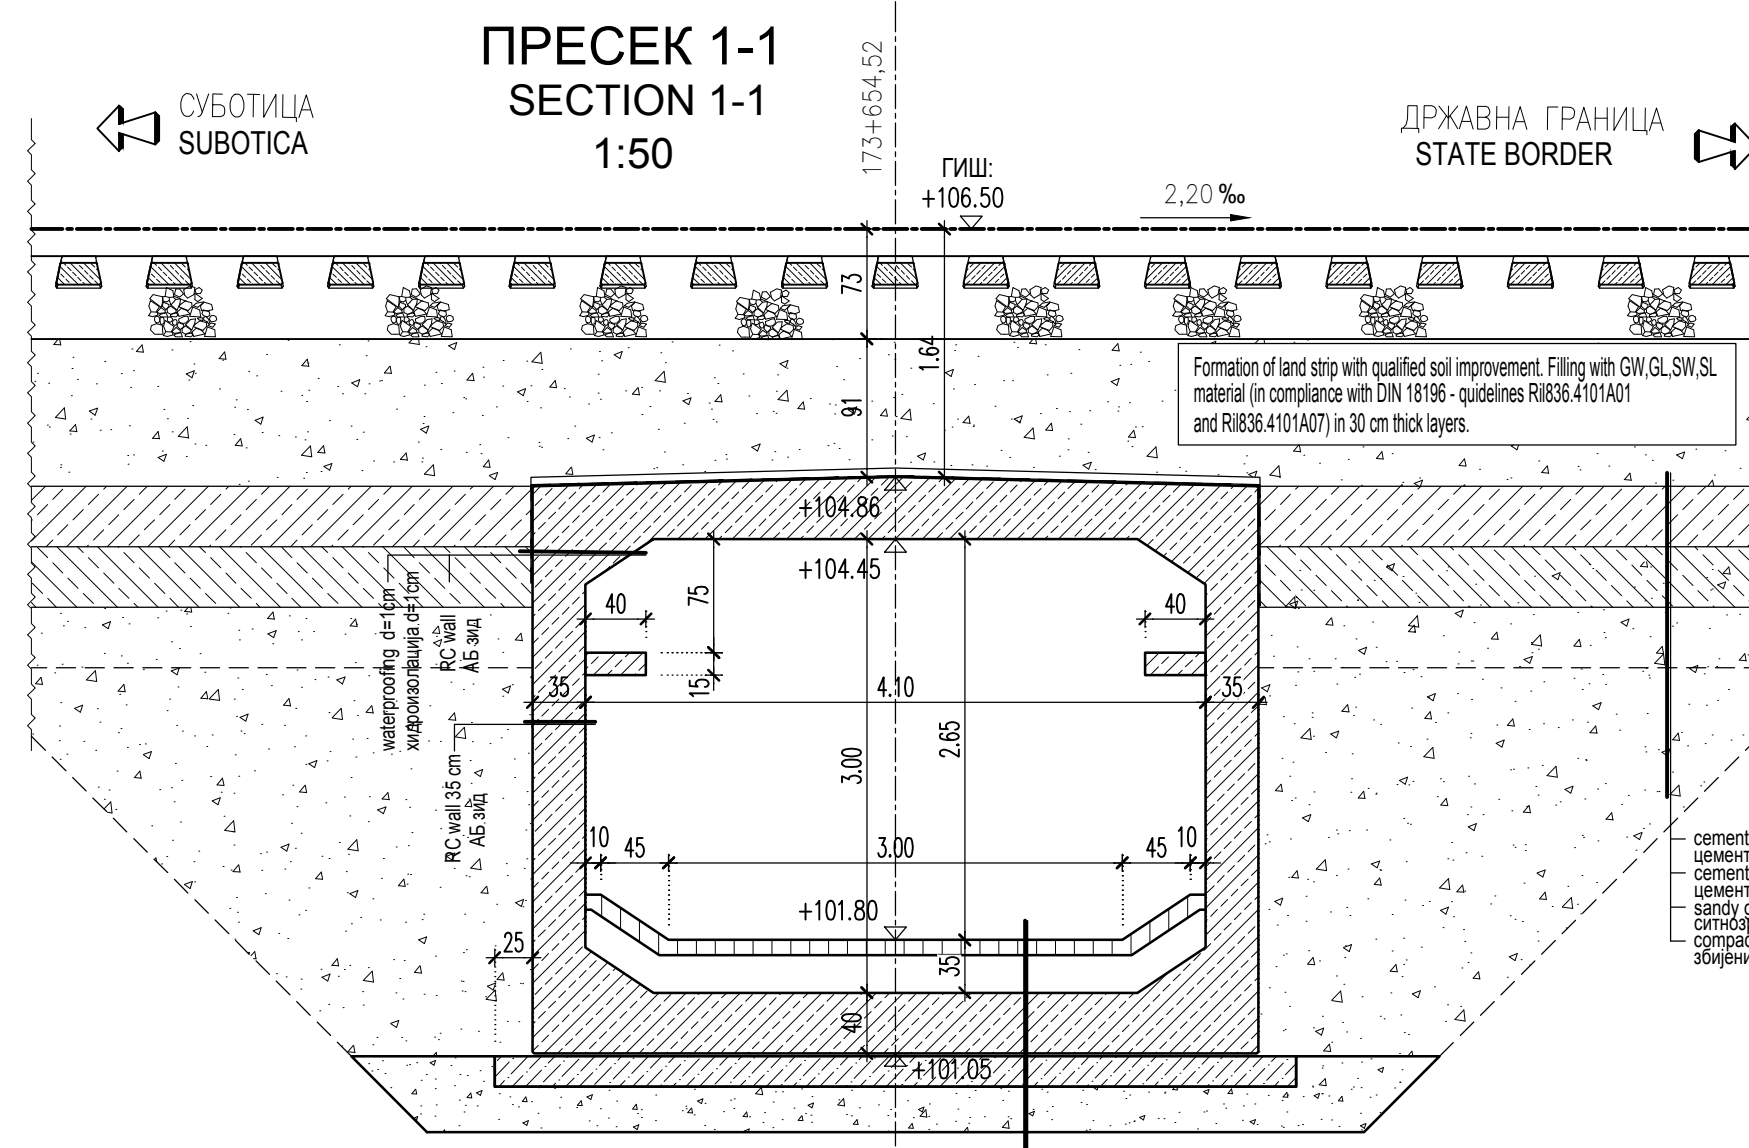 ПРЕСЕК 1-1
SECTION 1-1
1:50
СУБОТИЦА
SUBOTICA
173+654,52
ДРЖАВНА ГРАНИЦА
STATE BORDER
ГИШ:
+106.50
2,20 ‰
73
1.64
91
Formation of land strip with qualified soil improvement. Filling with GW,GL,SW,SL
material (in compliance with DIN 18196 - quidelines Ril836.4101A01
and Ril836.4101A07) in 30 cm thick layers.
+104.86
+104.45
waterproofing d=1cm
хидроизолација d=1cm
RC wall
АБ зид
75
40
40
15
35
4.10
35
3.00
2.65
RC wall 35 cm
АБ зид
10
45
3.00
45
10
+101.80
25
35
40
+101.05
cement
цемент
cement
цемент
sandy
compac
збијени